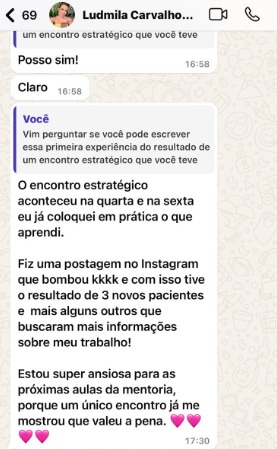 69 Ludmila Carvalho...
um encontro estratégico que você teve
16:58
Posso sim!
16:58
Claro
16:58
Você
Vim perguntar se você pode escrever
essa primeira experiência do resultado de
um encontro estratégico que você teve
O encontro estratégico
aconteceu na quarta e na sexta
eu já coloquei em prática o que
aprendi.
Fiz uma postagem no Instagram
que bombou kkkk e com isso tive
o resultado de 3 novos pacientes
e mais alguns outros que
buscaram mais informações
sobre meu trabalho!
Estou super ansiosa para as
próximas aulas da mentoria,
porque um único encontro já me
mostrou que valeu a pena. 💗💗
💗💗
17:30